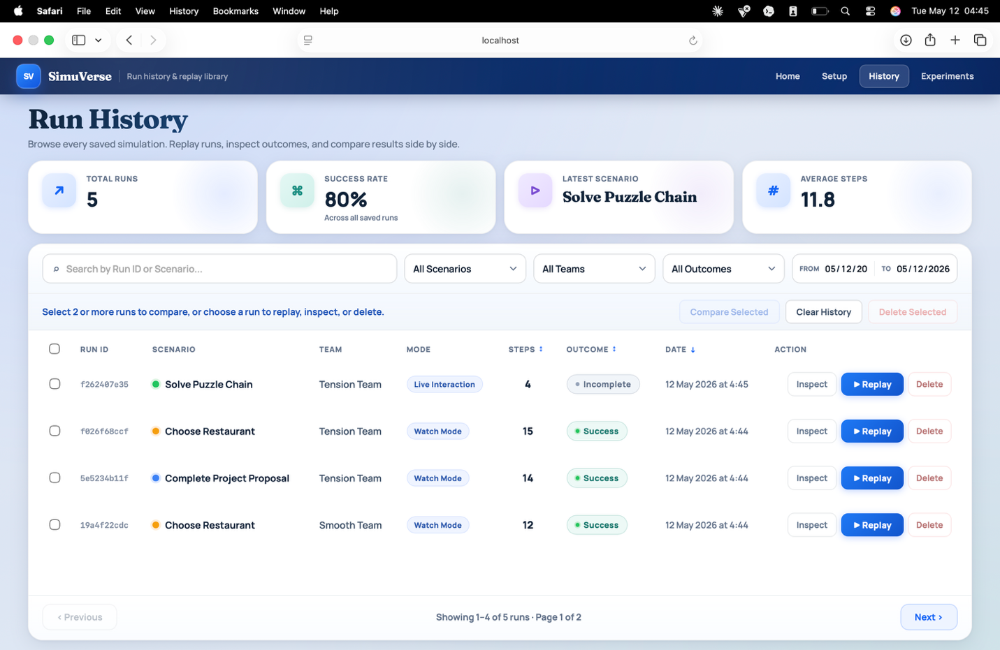 Safari File Edit View History Bookmarks Window Help Tue May 12 04:45
localhost
SV SimuVerse Run history & replay library Home Setup History Experiments
Run History
Browse every saved simulation. Replay runs, inspect outcomes, and compare results side by side.
TOTAL RUNS
5
SUCCESS RATE
80%
Across all saved runs
LATEST SCENARIO
Solve Puzzle Chain
# AVERAGE STEPS
11.8
Search by Run ID or Scenario... All Scenarios All Teams All Outcomes FROM 05/12/20 TO 05/12/2026
Select 2 or more runs to compare, or choose a run to replay, inspect, or delete. Compare Selected Clear History Delete Selected
RUN ID SCENARIO TEAM MODE STEPS OUTCOME DATE ↓ ACTION
f262407e35 Solve Puzzle Chain Tension Team Live Interaction 4 Incomplete 12 May 2026 at 4:45 Inspect ▶ Replay Delete
f026f68ccf Choose Restaurant Tension Team Watch Mode 15 Success 12 May 2026 at 4:44 Inspect ▶ Replay Delete
5e5234b11f Complete Project Proposal Tension Team Watch Mode 14 Success 12 May 2026 at 4:44 Inspect ▶ Replay Delete
19a4f22cdc Choose Restaurant Smooth Team Watch Mode 12 Success 12 May 2026 at 4:44 Inspect ▶ Replay Delete
‹ Previous Showing 1–4 of 5 runs · Page 1 of 2 Next ›